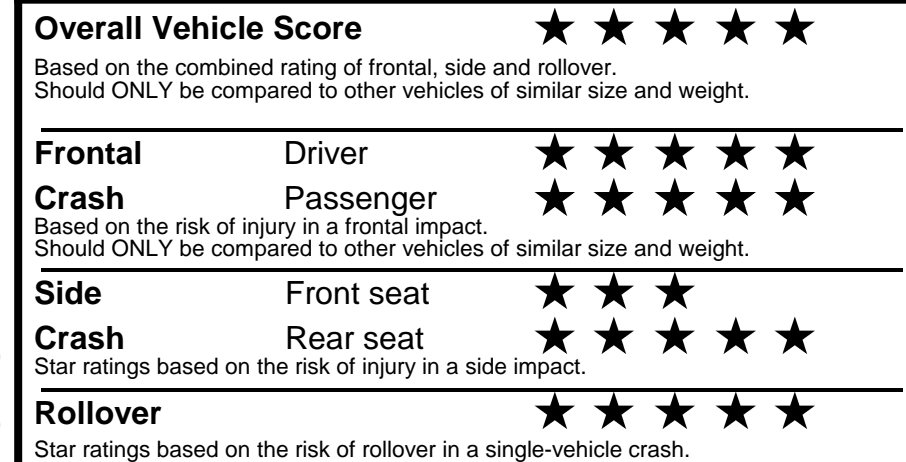 Overall Vehicle Score ★ ★ ★ ★ ★
Based on the combined rating of frontal, side and rollover.
Should ONLY be compared to other vehicles of similar size and weight.
Frontal Driver ★ ★ ★ ★ ★
Crash Passenger ★ ★ ★ ★ ★
Based on the risk of injury in a frontal impact.
Should ONLY be compared to other vehicles of similar size and weight.
Side Front seat ★ ★ ★
Crash Rear seat ★ ★ ★ ★ ★
Star ratings based on the risk of injury in a side impact.
Rollover ★ ★ ★ ★ ★
Star ratings based on the risk of rollover in a single-vehicle crash.